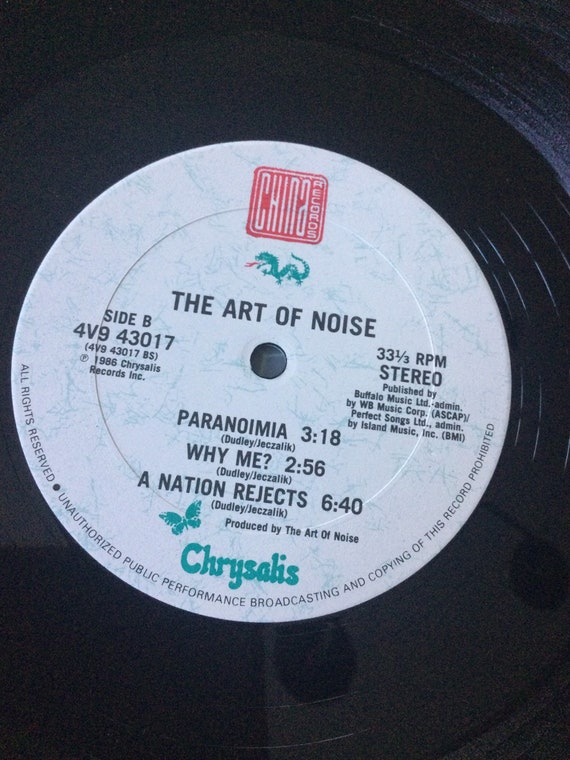 CHINA
RECORDS
THE ART OF NOISE
SIDE B
4V9 43017
(4V9 43017 BS)
℗ 1986 Chrysalis
Records Inc.
33⅓ RPM
STEREO
Published by
Buffalo Music Ltd.-admin.
by WB Music Corp. (ASCAP)/
Perfect Songs Ltd., admin.
by Island Music, Inc. (BMI)
PARANOIMIA 3:18
(Dudley/Jeczalik)
WHY ME? 2:56
(Dudley/Jeczalik)
A NATION REJECTS 6:40
(Dudley/Jeczalik)
Produced by The Art Of Noise
Chrysalis
ALL RIGHTS RESERVED ● UNAUTHORIZED PUBLIC PERFORMANCE BROADCASTING AND COPYING OF THIS RECORD PROHIBITED